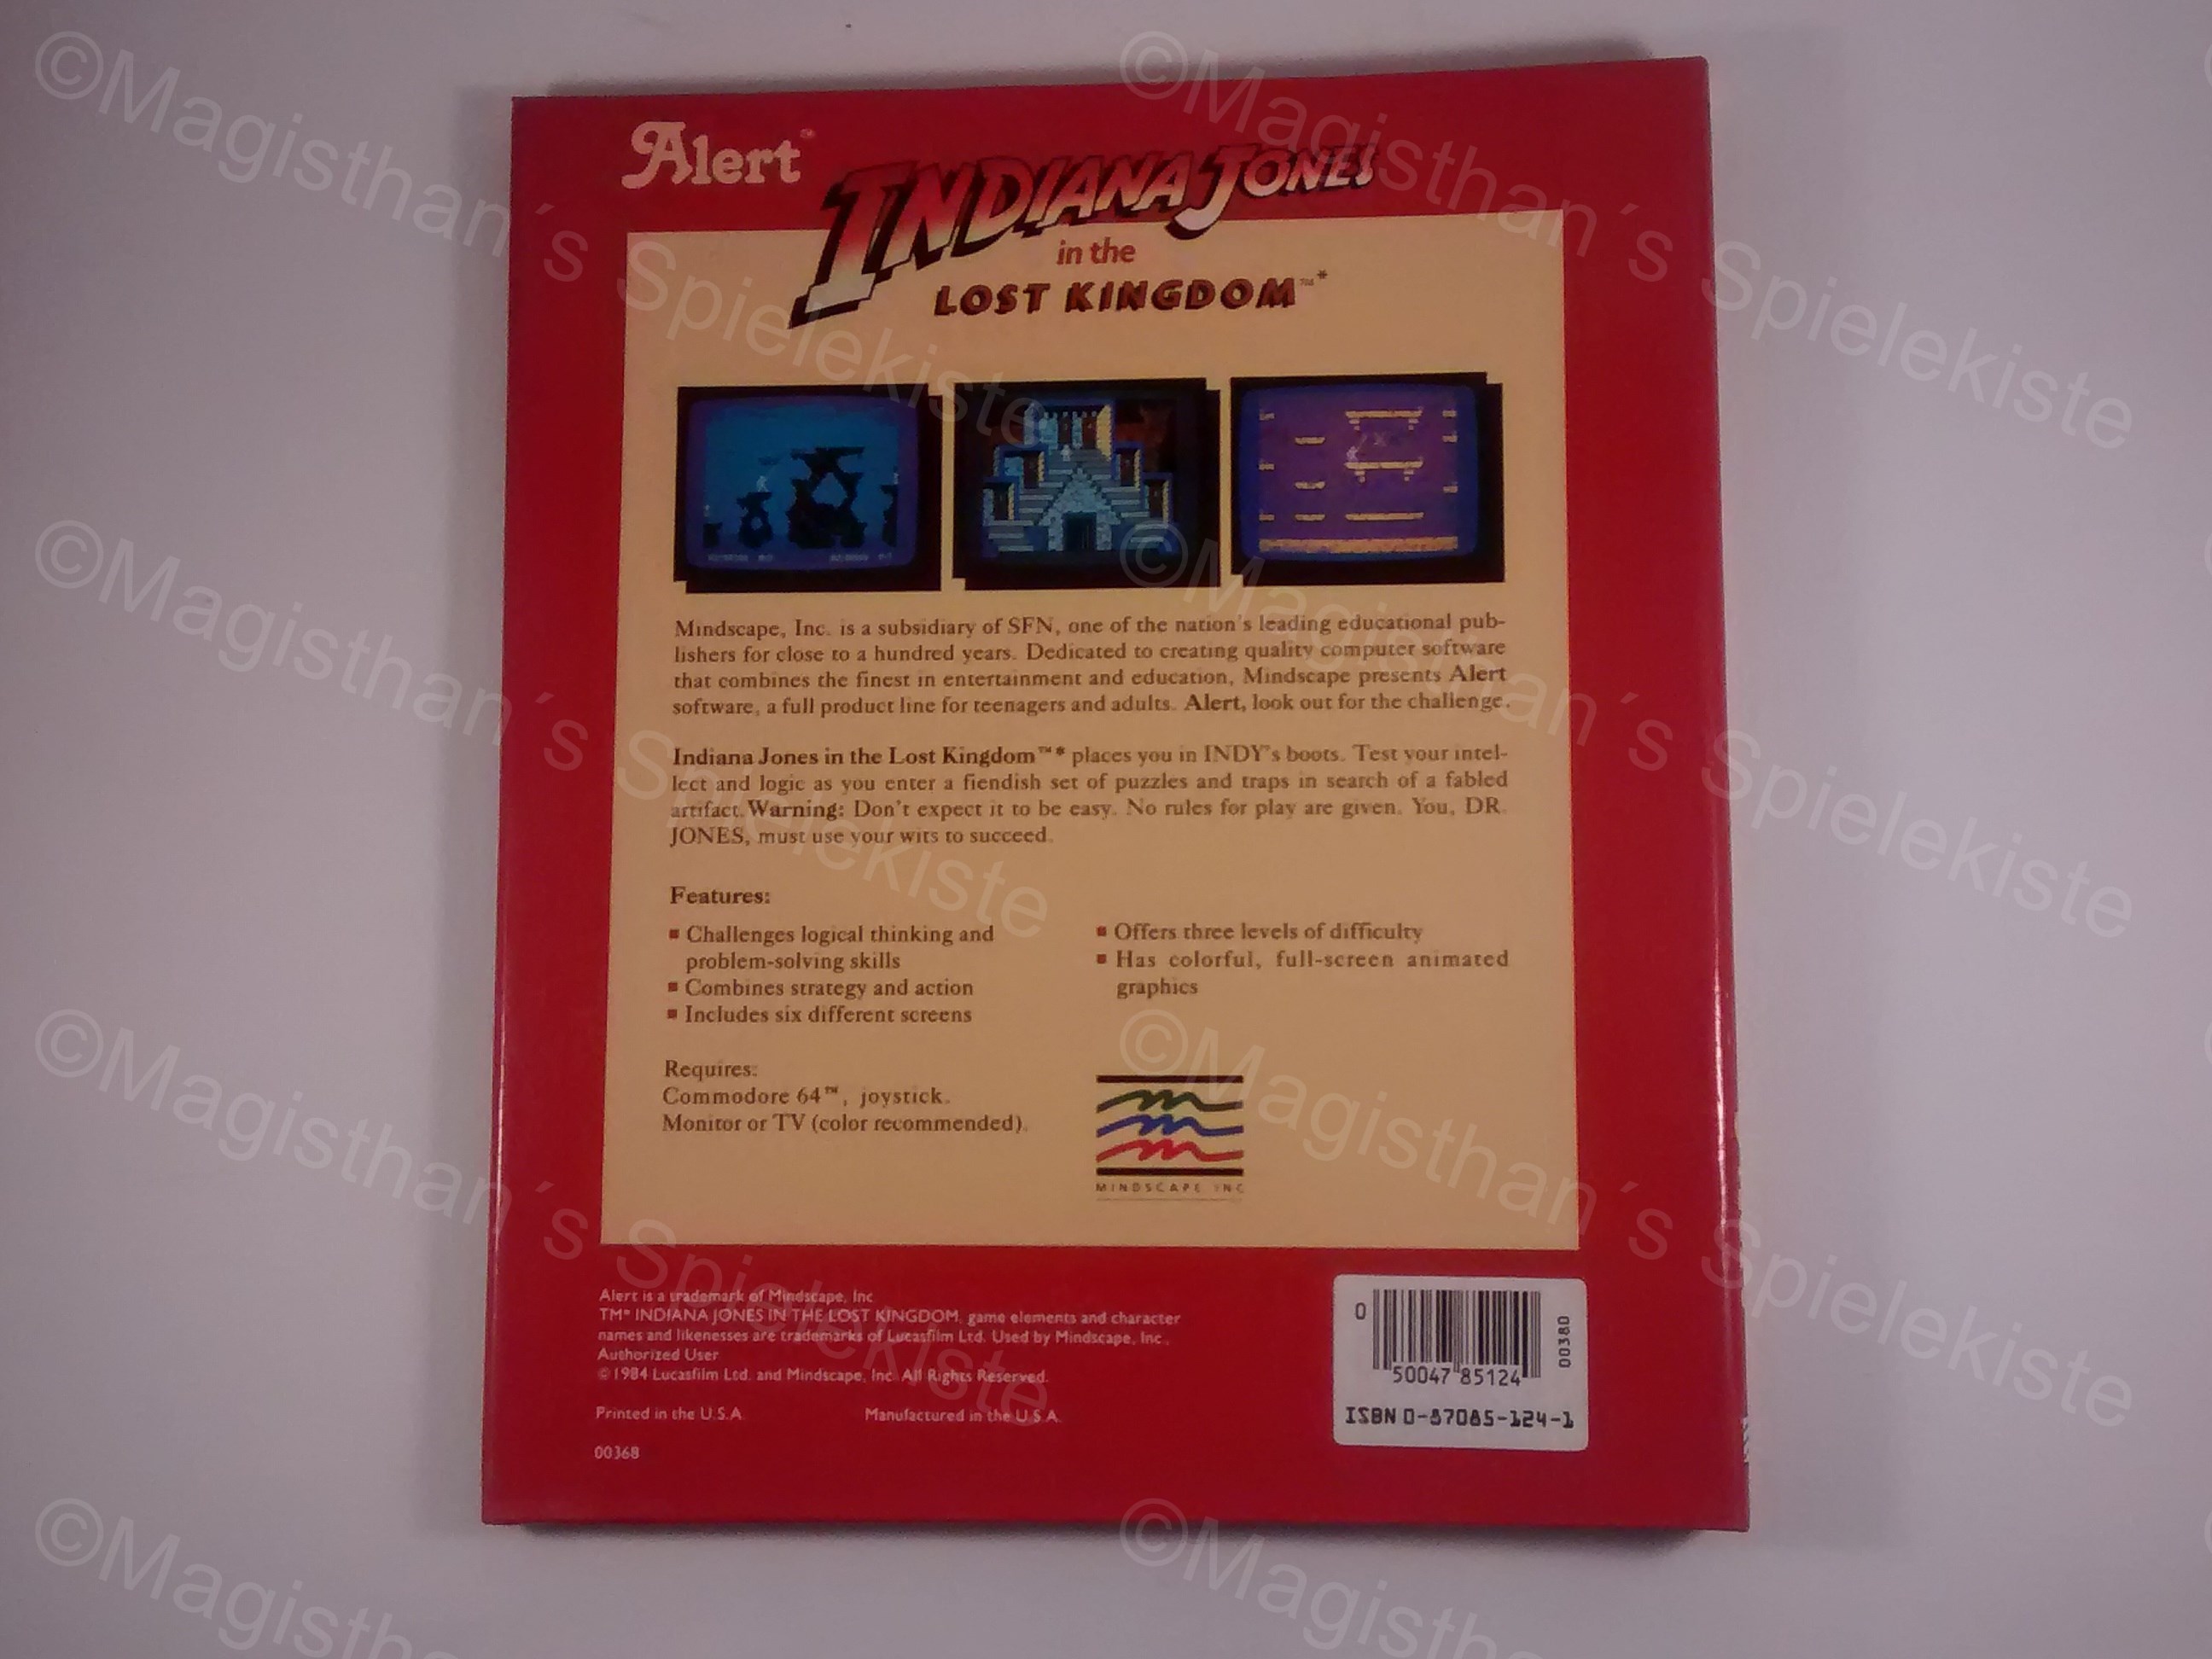 Alert™
INDIANA JONES
in the
LOST KINGDOM™*
Mindscape, Inc. is a subsidiary of SFN, one of the nation's leading educational pub-
lishers for close to a hundred years. Dedicated to creating quality computer software
that combines the finest in entertainment and education, Mindscape presents Alert
software, a full product line for teenagers and adults. Alert, look out for the challenge.
Indiana Jones in the Lost Kingdom™* places you in INDY's boots. Test your intel-
lect and logic as you enter a fiendish set of puzzles and traps in search of a fabled
artifact. Warning: Don't expect it to be easy. No rules for play are given. You, DR.
JONES, must use your wits to succeed.
Features:
■ Challenges logical thinking and
problem-solving skills
■ Combines strategy and action
■ Includes six different screens
■ Offers three levels of difficulty
■ Has colorful, full-screen animated
graphics
Requires:
Commodore 64™, joystick.
Monitor or TV (color recommended).
MINDSCAPE INC
Alert is a trademark of Mindscape, Inc
TM* INDIANA JONES IN THE LOST KINGDOM, game elements and character
names and likenesses are trademarks of Lucasfilm Ltd. Used by Mindscape, Inc.,
Authorized User
©1984 Lucasfilm Ltd. and Mindscape, Inc. All Rights Reserved.
Printed in the U.S.A. Manufactured in the U.S.A.
00368
0
50047 85124
00380
ISBN 0-87085-124-1
©Magisthan´s Spielekiste
©Magisthan´s Spielekiste
©Magisthan´s Spielekiste
©Magisthan´s Spielekiste
©Magisthan´s Spielekiste
©Magisthan´s Spielekiste